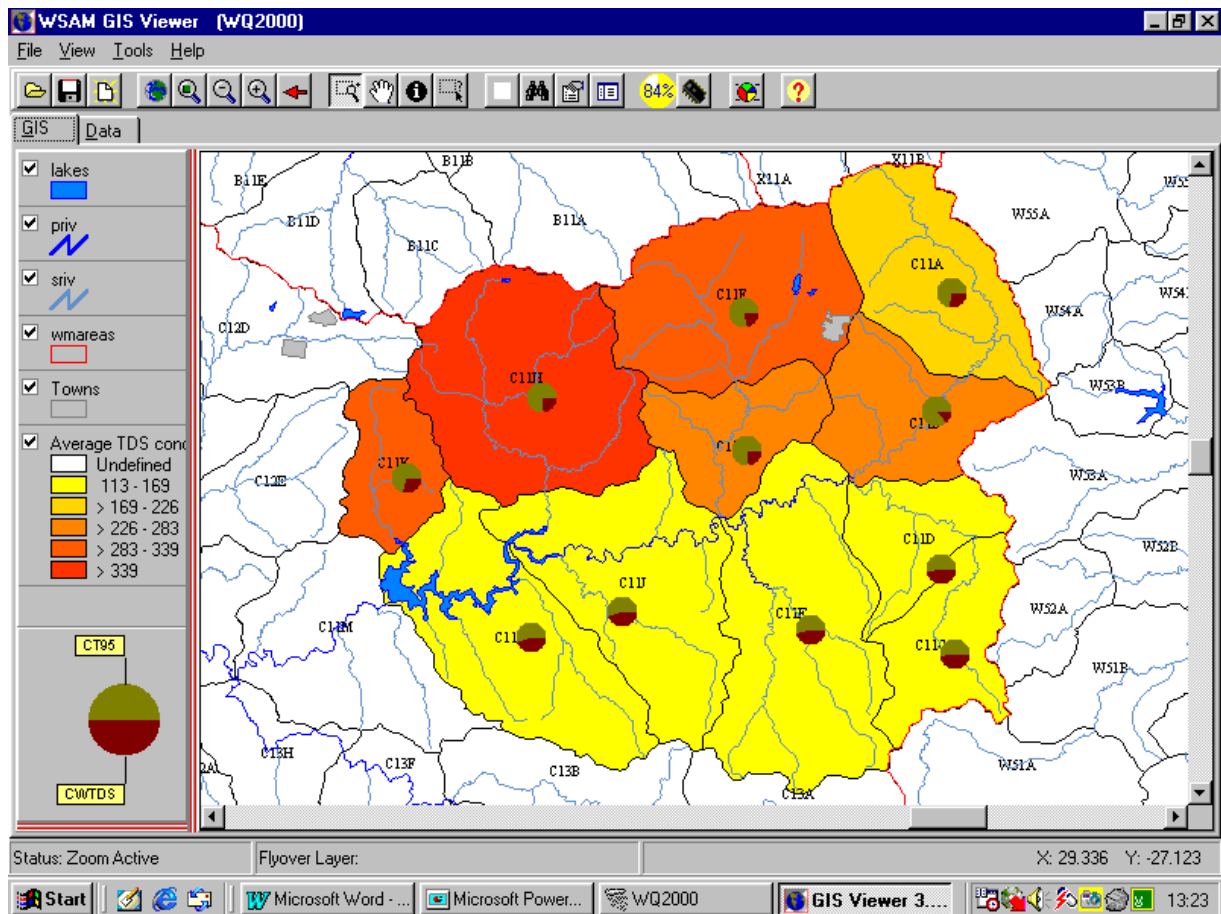 WSAM GIS Viewer (WQ2000)
File View Tools Help
84%
GIS Data
lakes
priv
sriv
wmareas
Towns
Average TDS conc
Undefined
113 - 169
> 169 - 226
> 226 - 283
> 283 - 339
> 339
CT95
CWTDS
B11E
B11B
X11A
X11B
B11D
B11A
W55A
B11C
C11A
C11F
C12D
W54A
C11H
W53B
C11K
C12E
W53A
C11D
W52B
C11J
C11E
W52A
C11M
W51B
C13H
C13F
C13B
W51A
C13A
Status: Zoom Active
Flyover Layer:
X: 29.336 Y: -27.123
Start
Microsoft Word - ...
Microsoft Power...
WQ2000
GIS Viewer 3....
13:23